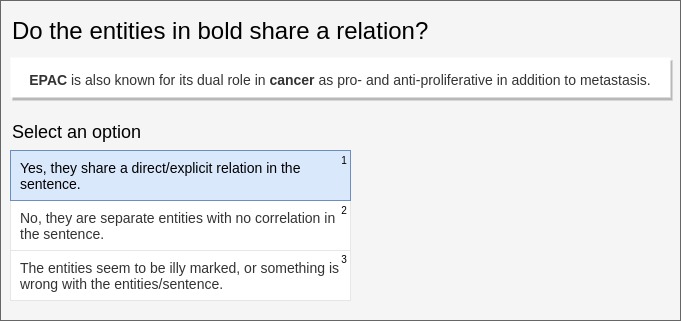 Do the entities in bold share a relation?
EPAC is also known for its dual role in cancer as pro- and anti-proliferative in addition to metastasis.
Select an option
Yes, they share a direct/explicit relation in the 1
sentence.
No, they are separate entities with no correlation in 2
the sentence.
The entities seem to be illy marked, or something is 3
wrong with the entities/sentence.